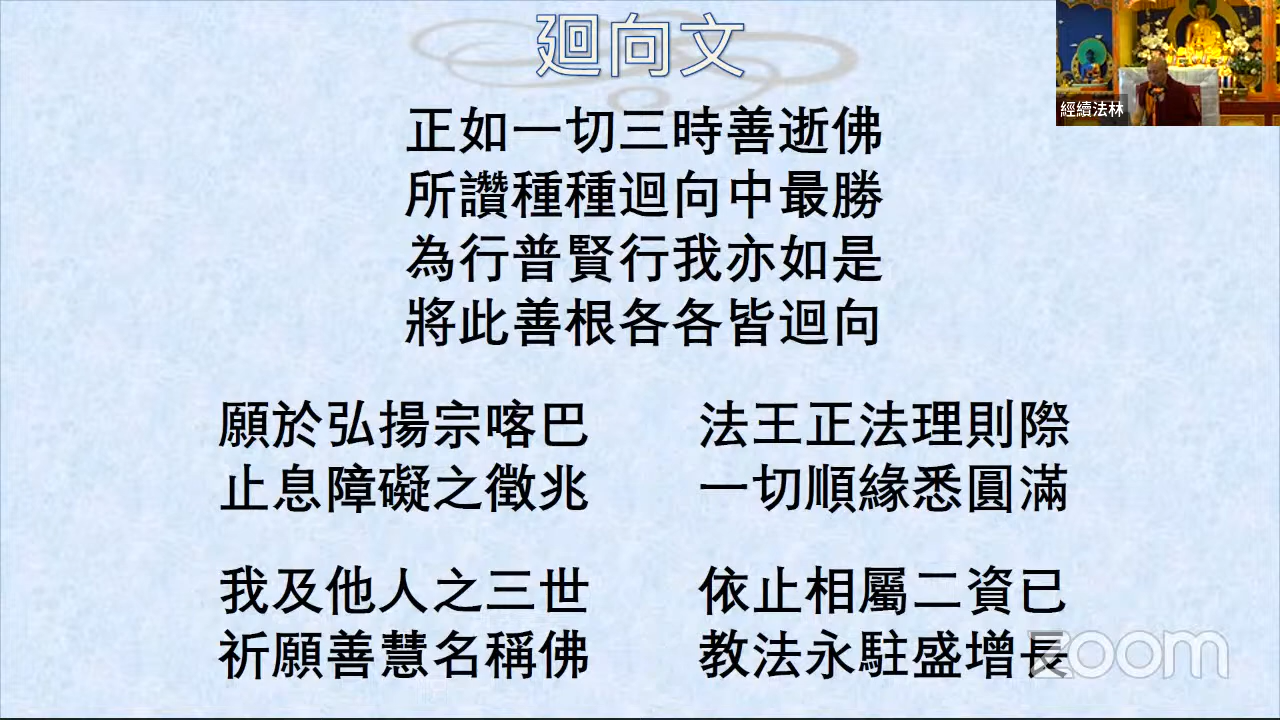 廻向文
經續法林
正如一切三時善逝佛
所讚種種迴向中最勝
為行普賢行我亦如是
將此善根各各皆迴向
願於弘揚宗喀巴 法王正法理則際
止息障礙之徵兆 一切順緣悉圓滿
我及他人之三世 依止相屬二資已
祈願善慧名稱佛 教法永駐盛增長
zoom